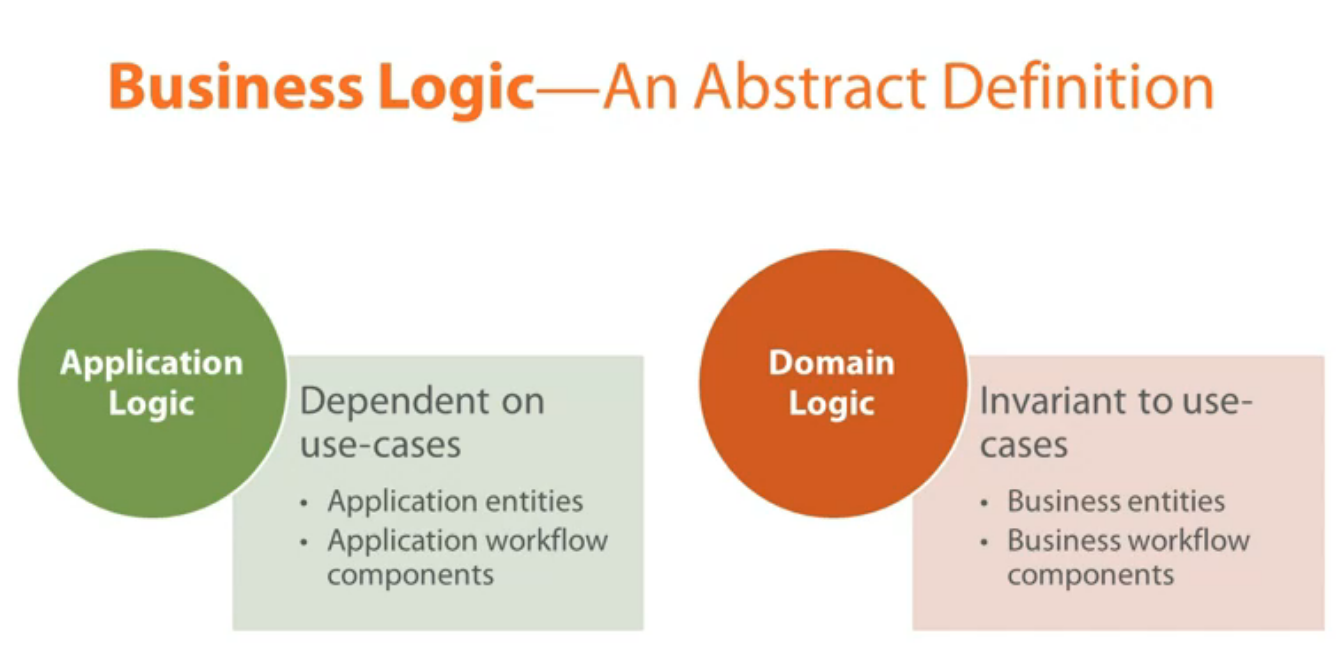 Business Logic—An Abstract Definition
Application
Logic
Dependent on
use-cases
• Application entities
• Application workflow
components
Domain
Logic
Invariant to use-
cases
• Business entities
• Business workflow
components